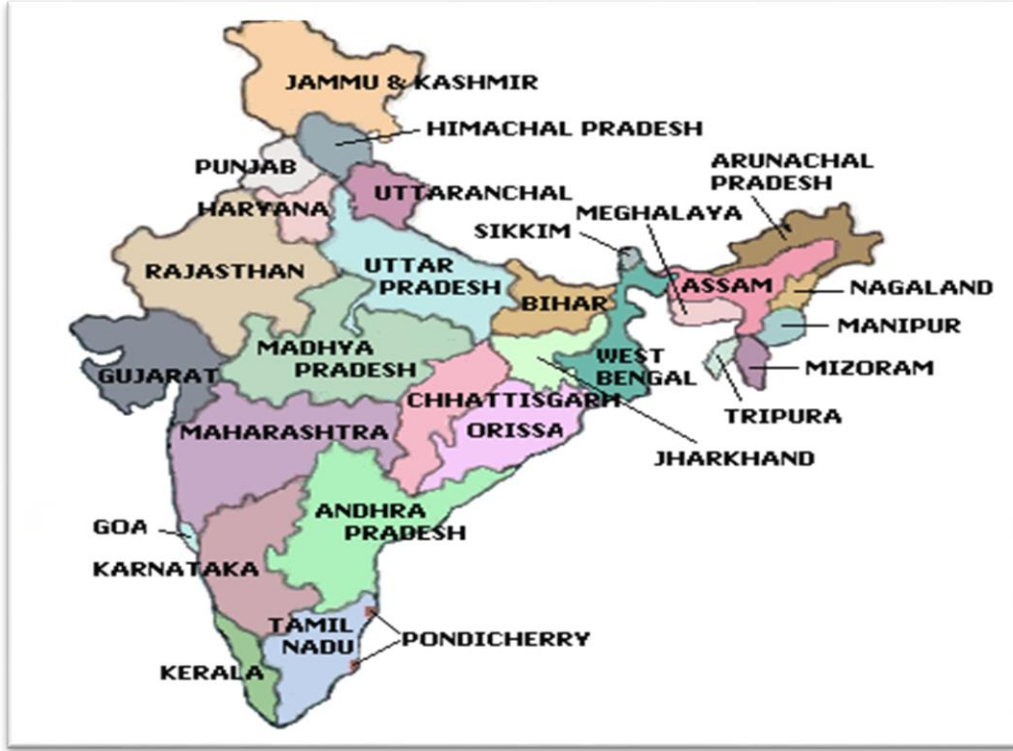 JAMMU & KASHMIR
HIMACHAL PRADESH
PUNJAB
ARUNACHAL
PRADESH
UTTARANCHAL
HARYANA
MEGHALAYA
SIKKIM
RAJASTHAN
UTTAR
PRADESH
ASSAM
NAGALAND
BIHAR
MANIPUR
MADHYA
PRADESH
WEST
BENGAL
MIZORAM
GUJARAT
CHHATTISGARH
TRIPURA
MAHARASHTRA
ORISSA
JHARKHAND
ANDHRA
PRADESH
GOA
KARNATAKA
TAMIL
NADU
PONDICHERRY
KERALA